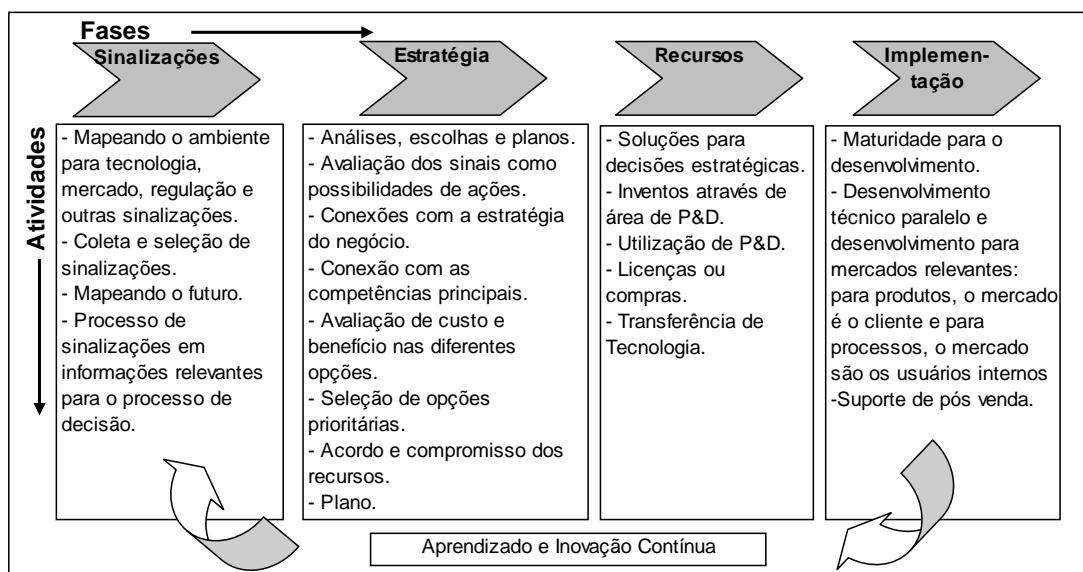 Fases
Sinalizações
Estratégia
Recursos
Implemen-
tação
Atividades
- Mapeando o ambiente
para tecnologia,
mercado, regulação e
outras sinalizações.
- Coleta e seleção de
sinalizações.
- Mapeando o futuro.
- Processo de
sinalizações em
informações relevantes
para o processo de
decisão.
- Análises, escolhas e planos.
- Avaliação dos sinais como
possibilidades de ações.
- Conexões com a estratégia
do negócio.
- Conexão com as
competências principais.
- Avaliação de custo e
benefício nas diferentes
opções.
- Seleção de opções
prioritárias.
- Acordo e compromisso dos
recursos.
- Plano.
- Soluções para
decisões estratégicas.
- Inventos através de
área de P&D.
- Utilização de P&D.
- Licenças ou
compras.
- Transferência de
Tecnologia.
- Maturidade para o
desenvolvimento.
- Desenvolvimento
técnico paralelo e
desenvolvimento para
mercados relevantes:
para produtos, o mercado
é o cliente e para
processos, o mercado
são os usuários internos
-Suporte de pós venda.
Aprendizado e Inovação Contínua